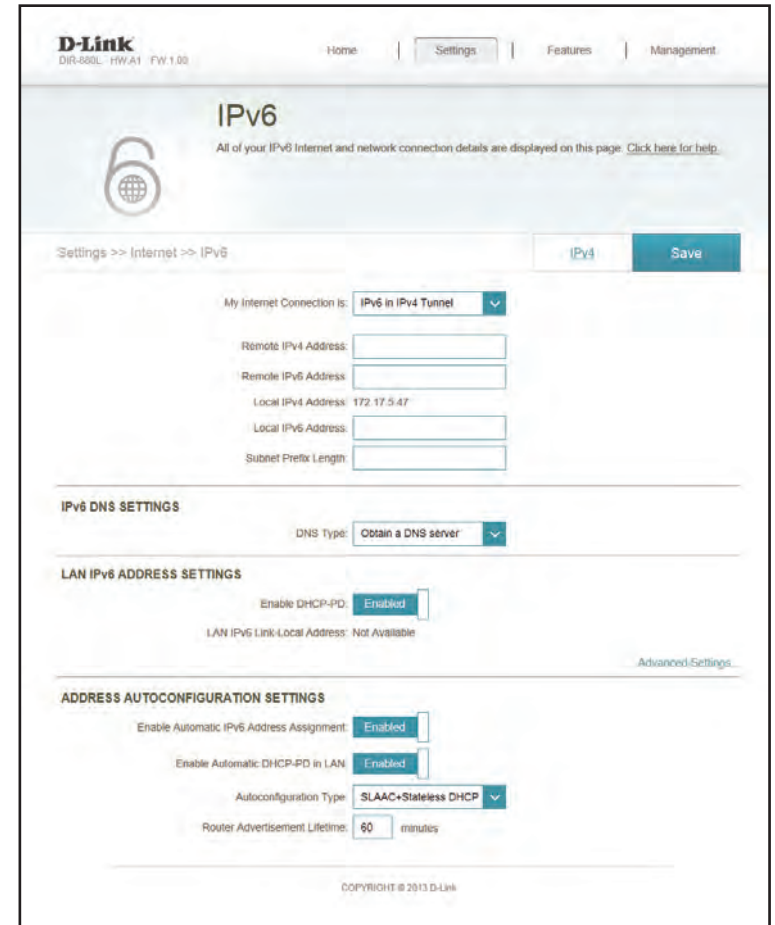 D-Link
DIR-880L HW:A1 FW:1.00
Home | Settings | Features | Management
IPv6
All of your IPv6 Internet and network connection details are displayed on this page. Click here for help.
6
Settings >> Internet >> IPv6
IPv4
Save
My Internet Connection is: IPv6 in IPv4 Tunnel
Remote IPv4 Address:
Remote IPv6 Address:
Local IPv4 Address: 172.17.5.47
Local IPv6 Address:
Subnet Prefix Length:
IPv6 DNS SETTINGS
DNS Type: Obtain a DNS server
LAN IPv6 ADDRESS SETTINGS
Enable DHCP-PD: Enabled
LAN IPv6 Link-Local Address: Not Available
Advanced Settings...
ADDRESS AUTOCONFIGURATION SETTINGS
Enable Automatic IPv6 Address Assignment: Enabled
Enable Automatic DHCP-PD in LAN: Enabled
Autoconfiguration Type: SLAAC+Stateless DHCP
Router Advertisement Lifetime: 60 minutes
COPYRIGHT © 2013 D-Link